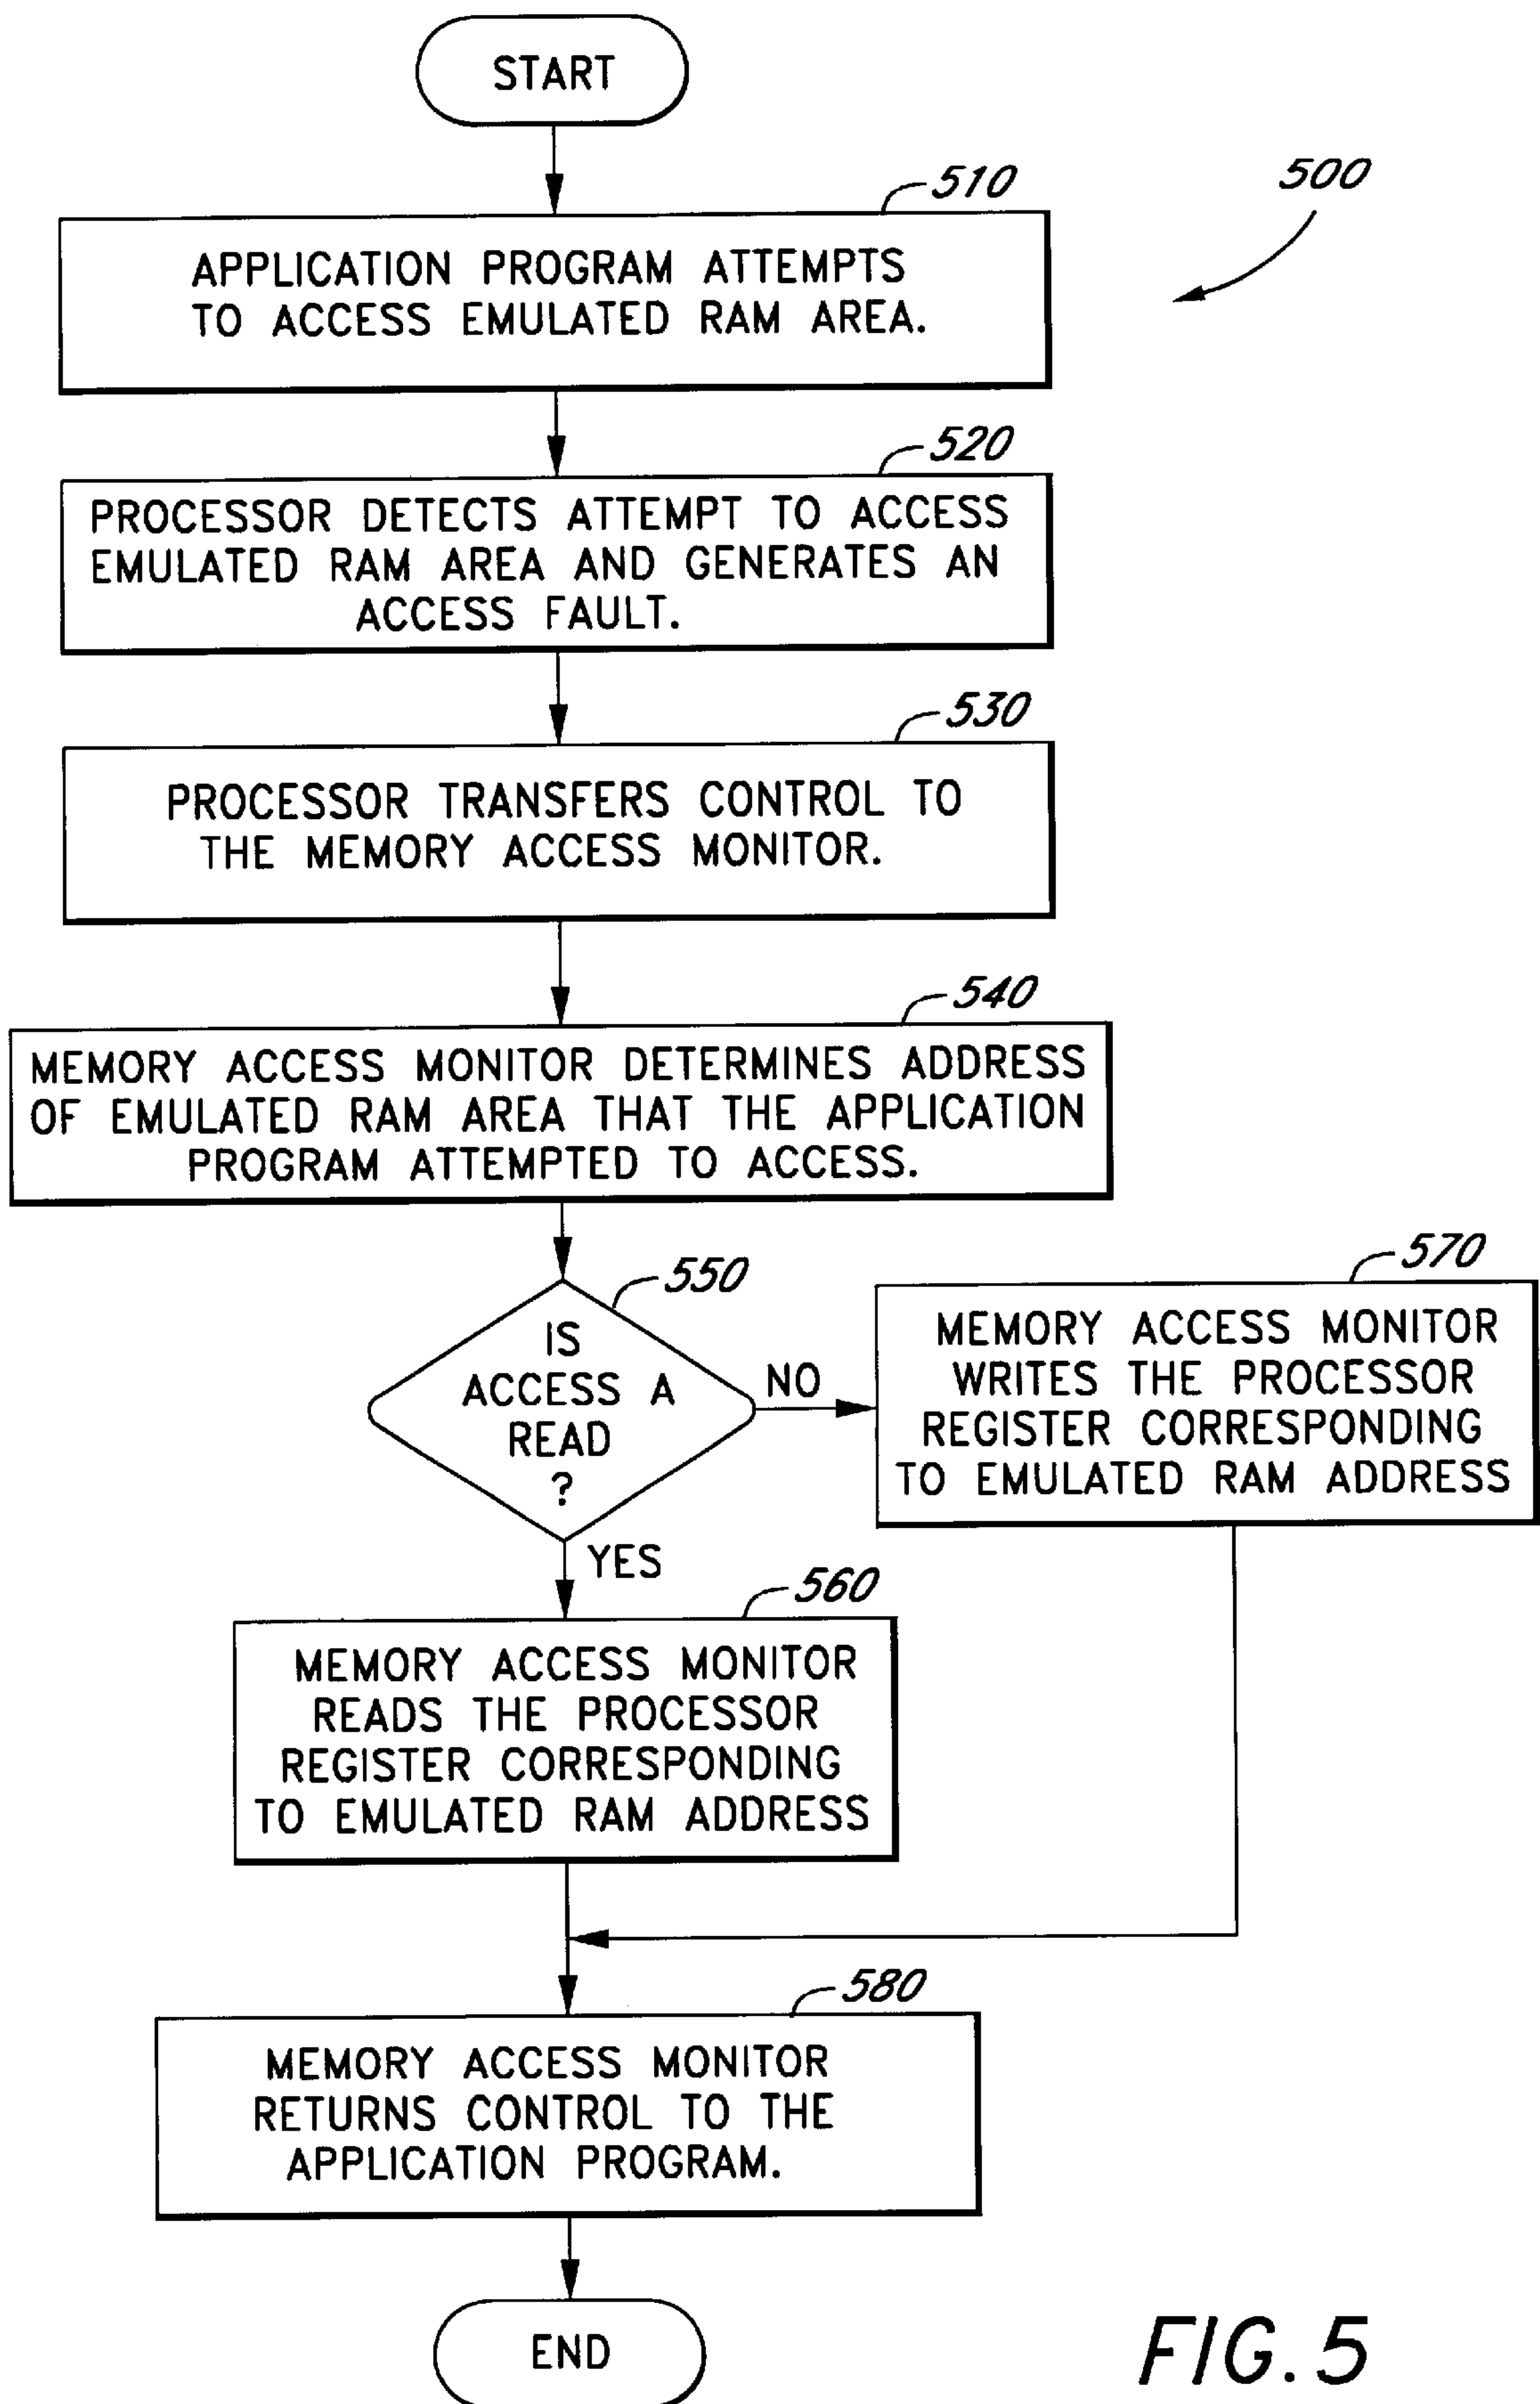 START
510
500
APPLICATION PROGRAM ATTEMPTS
TO ACCESS EMULATED RAM AREA.
520
PROCESSOR DETECTS ATTEMPT TO ACCESS
EMULATED RAM AREA AND GENERATES AN
ACCESS FAULT.
530
PROCESSOR TRANSFERS CONTROL TO
THE MEMORY ACCESS MONITOR.
540
MEMORY ACCESS MONITOR DETERMINES ADDRESS
OF EMULATED RAM AREA THAT THE APPLICATION
PROGRAM ATTEMPTED TO ACCESS.
550
IS
ACCESS A
READ
?
NO
570
MEMORY ACCESS MONITOR
WRITES THE PROCESSOR
REGISTER CORRESPONDING
TO EMULATED RAM ADDRESS
YES
560
MEMORY ACCESS MONITOR
READS THE PROCESSOR
REGISTER CORRESPONDING
TO EMULATED RAM ADDRESS
580
MEMORY ACCESS MONITOR
RETURNS CONTROL TO THE
APPLICATION PROGRAM.
END
FIG. 5